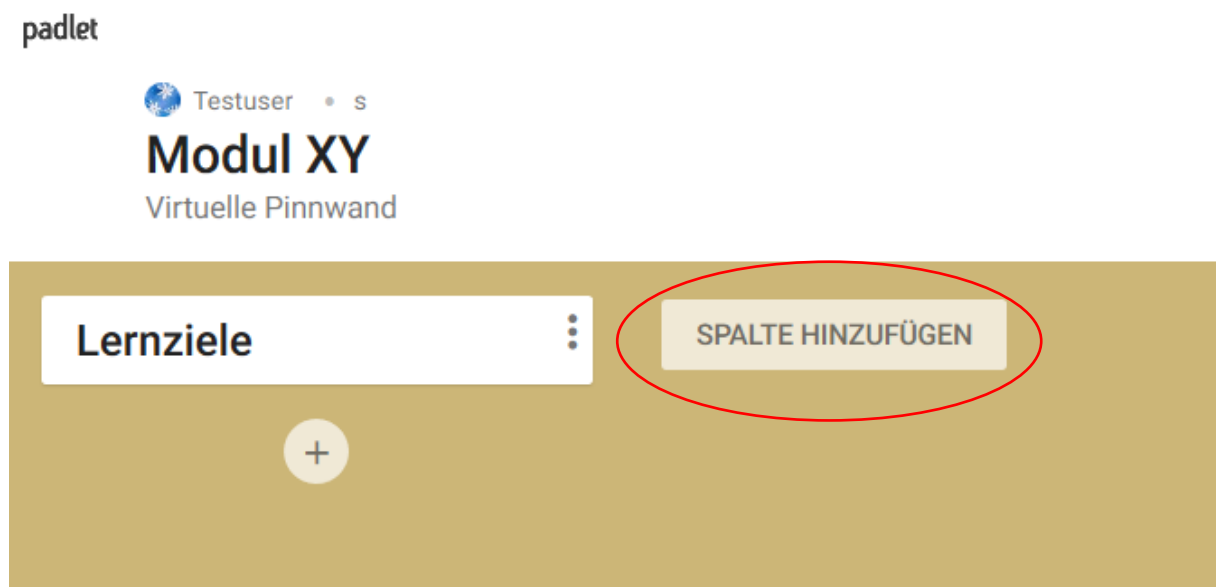 padlet
Testuser • s
Modul XY
Virtuelle Pinnwand
Lernziele
SPALTE HINZUFÜGEN
+